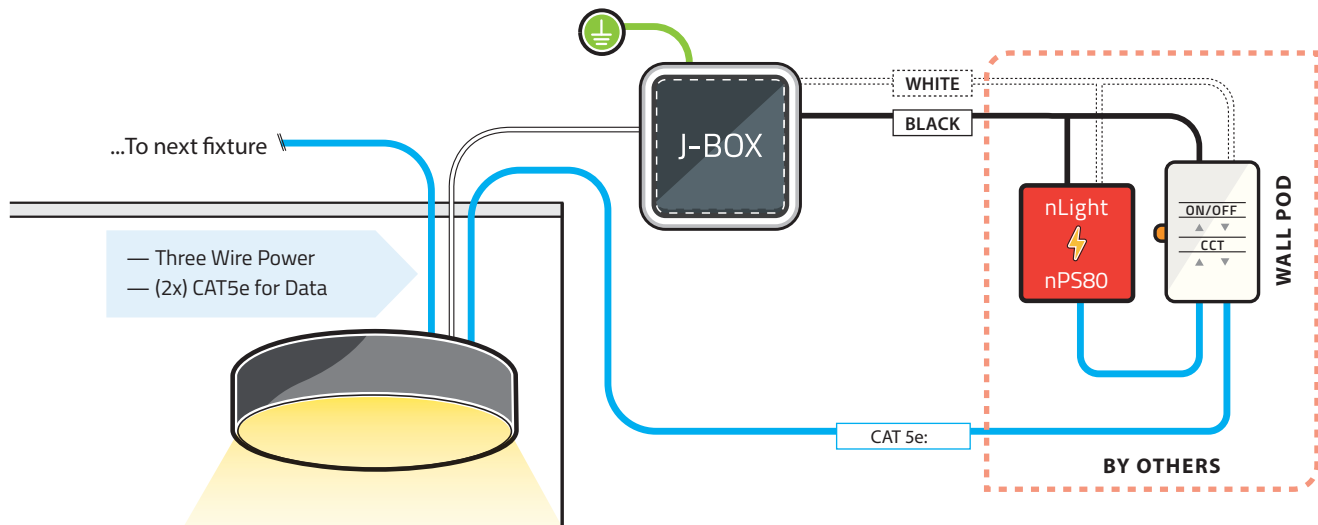 ...To next fixture
— Three Wire Power
— (2x) CAT5e for Data
J-BOX
WHITE
BLACK
nLight
nPS80
ON/OFF
CCT
WALL POD
CAT 5e:
BY OTHERS